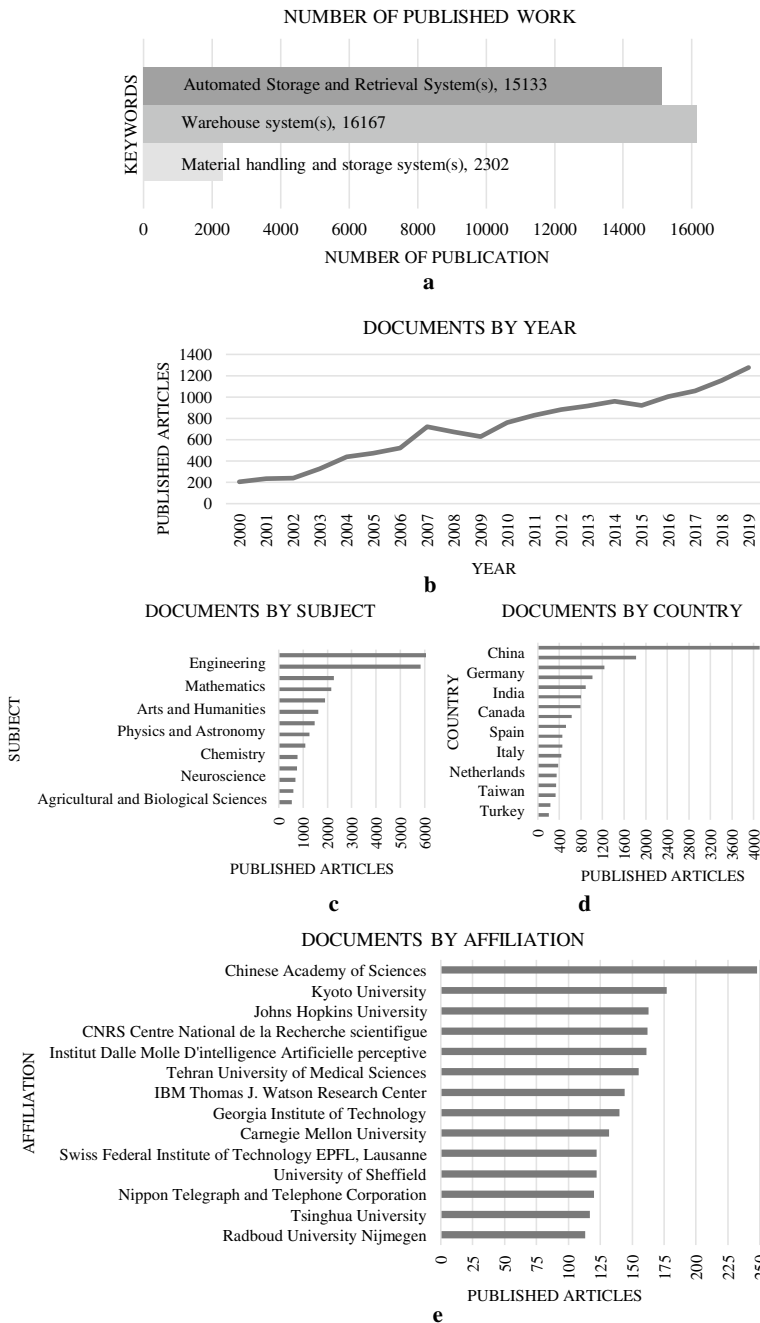 NUMBER OF PUBLISHED WORK
KEYWORDS
Automated Storage and Retrieval System(s), 15133
Warehouse system(s), 16167
Material handling and storage system(s), 2302
0 2000 4000 6000 8000 10000 12000 14000 16000
NUMBER OF PUBLICATION
a
DOCUMENTS BY YEAR
PUBLISHED ARTICLES
1400
1200
1000
800
600
400
200
0
2000 2001 2002 2003 2004 2005 2006 2007 2008 2009 2010 2011 2012 2013 2014 2015 2016 2017 2018 2019
YEAR
b
DOCUMENTS BY SUBJECT
SUBJECT
Engineering
Mathematics
Arts and Humanities
Physics and Astronomy
Chemistry
Neuroscience
Agricultural and Biological Sciences
0 1000 2000 3000 4000 5000 6000
PUBLISHED ARTICLES
c
DOCUMENTS BY COUNTRY
COUNTRY
China
Germany
India
Canada
Spain
Italy
Netherlands
Taiwan
Turkey
0 400 800 1200 1600 2000 2400 2800 3200 3600 4000
PUBLISHED ARTICLES
d
DOCUMENTS BY AFFILIATION
AFFILIATION
Chinese Academy of Sciences
Kyoto University
Johns Hopkins University
CNRS Centre National de la Recherche scientifigue
Institut Dalle Molle D'intelligence Artificielle perceptive
Tehran University of Medical Sciences
IBM Thomas J. Watson Research Center
Georgia Institute of Technology
Carnegie Mellon University
Swiss Federal Institute of Technology EPFL, Lausanne
University of Sheffield
Nippon Telegraph and Telephone Corporation
Tsinghua University
Radboud University Nijmegen
0 25 50 75 100 125 150 175 200 225 250
PUBLISHED ARTICLES
e